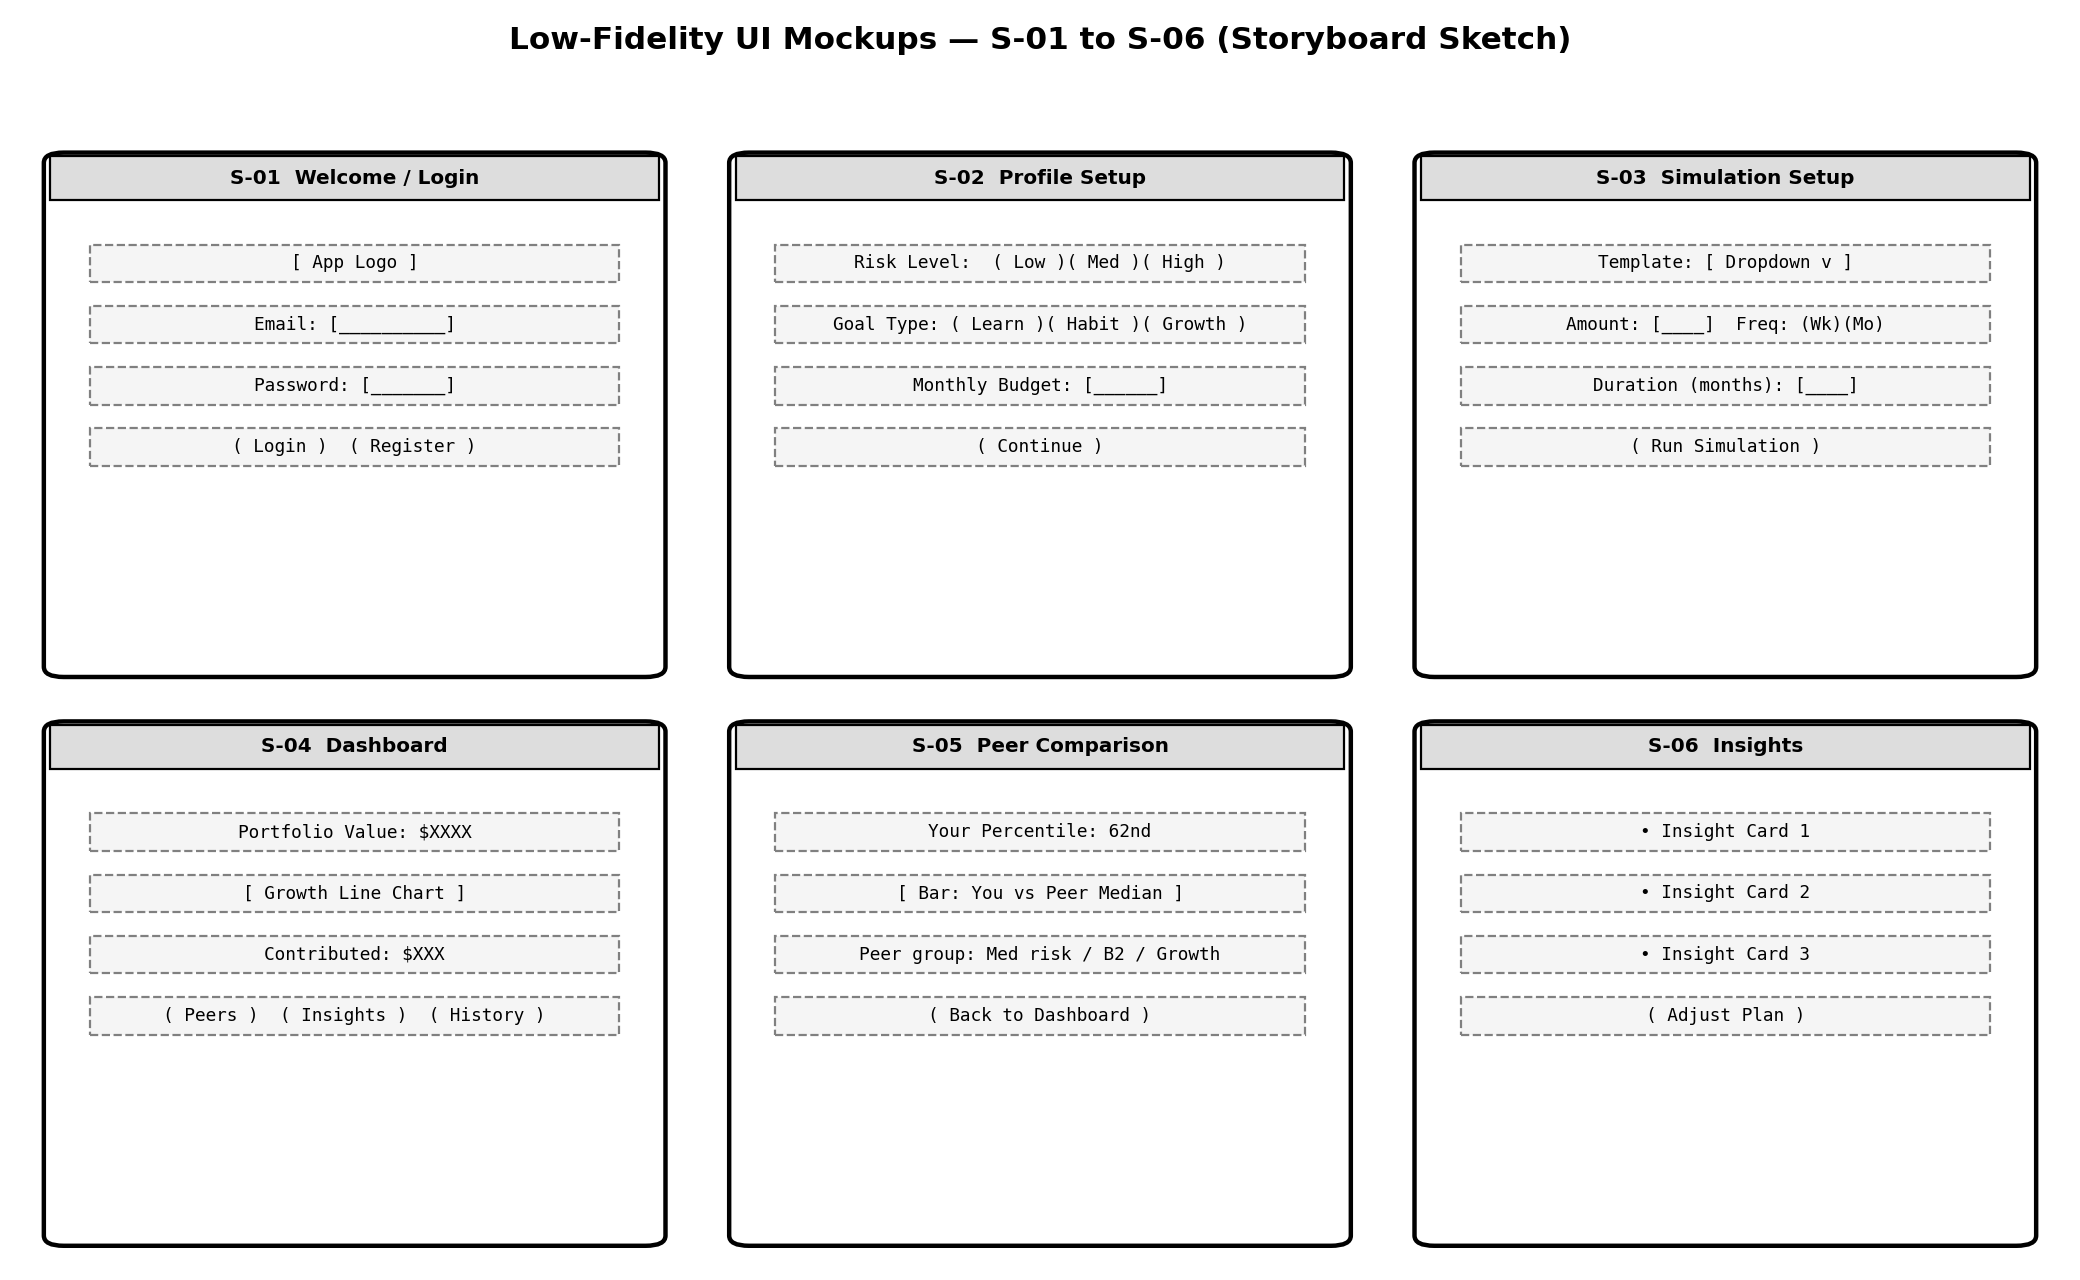 Low-Fidelity UI Mockups — S-01 to S-06 (Storyboard Sketch)
S-01  Welcome / Login
[ App Logo ]
Email: [__________]
Password: [_______]
( Login )  ( Register )
S-02  Profile Setup
Risk Level:  ( Low )( Med )( High )
Goal Type: ( Learn )( Habit )( Growth )
Monthly Budget: [______]
( Continue )
S-03  Simulation Setup
Template: [ Dropdown v ]
Amount: [____]  Freq: (Wk)(Mo)
Duration (months): [____]
( Run Simulation )
S-04  Dashboard
Portfolio Value: $XXXX
[ Growth Line Chart ]
Contributed: $XXX
( Peers )  ( Insights )  ( History )
S-05  Peer Comparison
Your Percentile: 62nd
[ Bar: You vs Peer Median ]
Peer group: Med risk / B2 / Growth
( Back to Dashboard )
S-06  Insights
• Insight Card 1
• Insight Card 2
• Insight Card 3
( Adjust Plan )